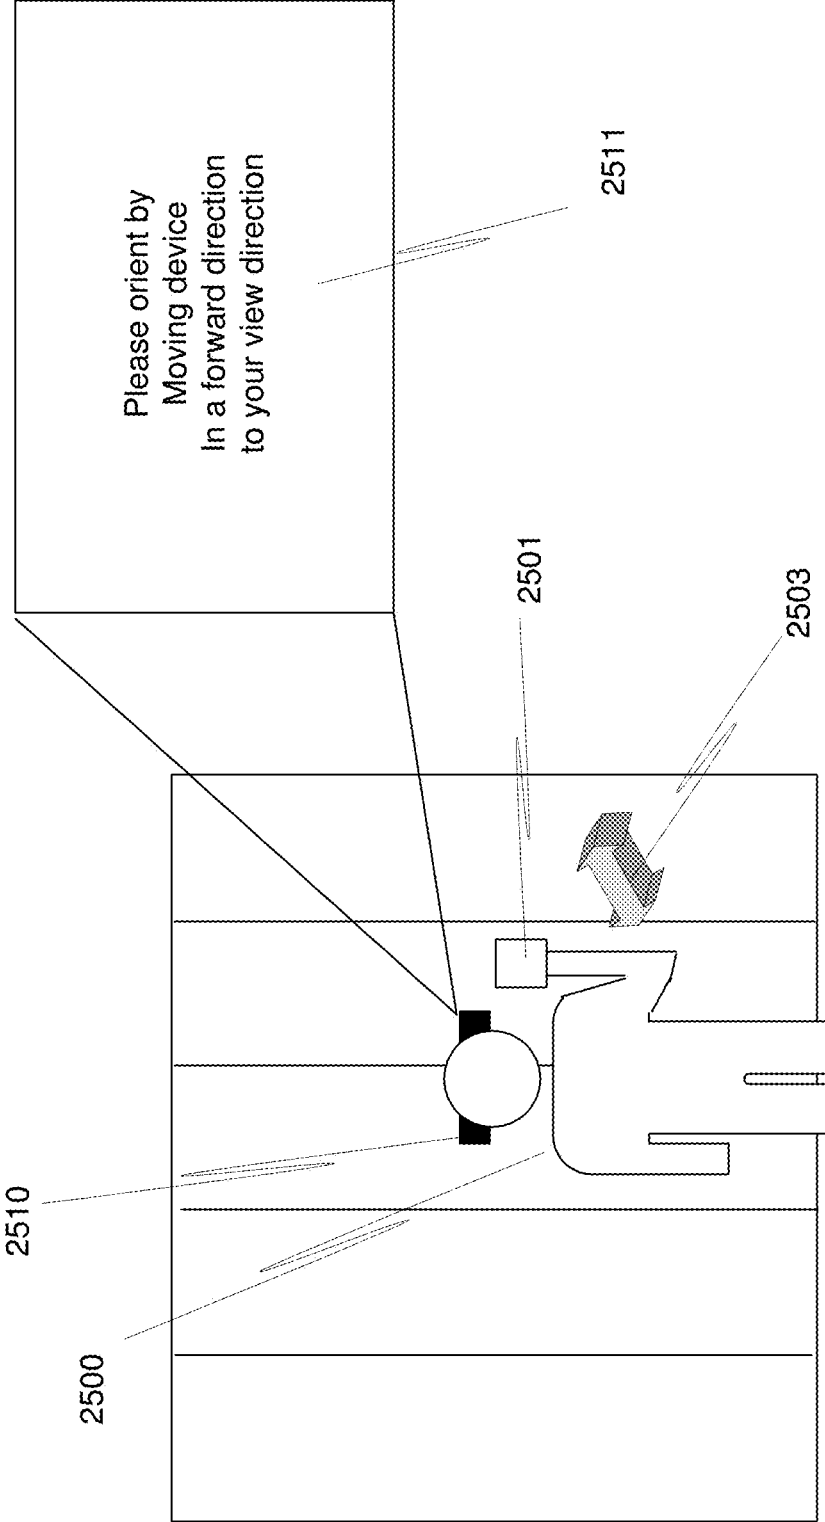 Please orient by
Moving device
In a forward direction
to your view direction
2511
2501
2503
2510
2500